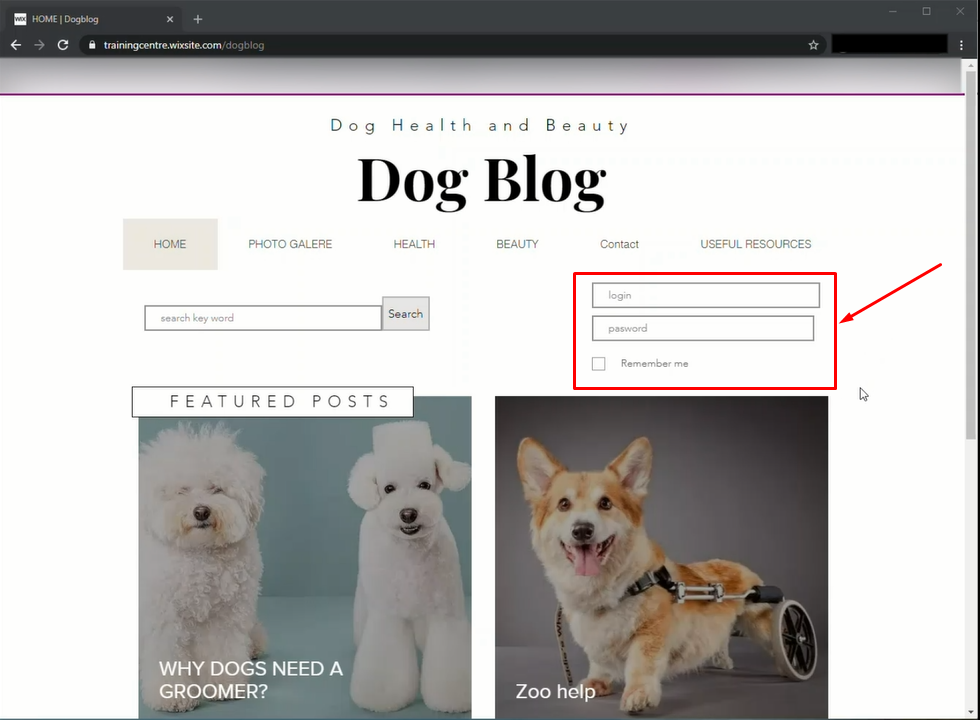 WIX HOME | Dogblog
trainingcentre.wixsite.com/dogblog
Dog Health and Beauty
Dog Blog
HOME PHOTO GALERE HEALTH BEAUTY Contact USEFUL RESOURCES
search key word Search
login
pasword
Remember me
FEATURED POSTS
WHY DOGS NEED A
GROOMER?
Zoo help